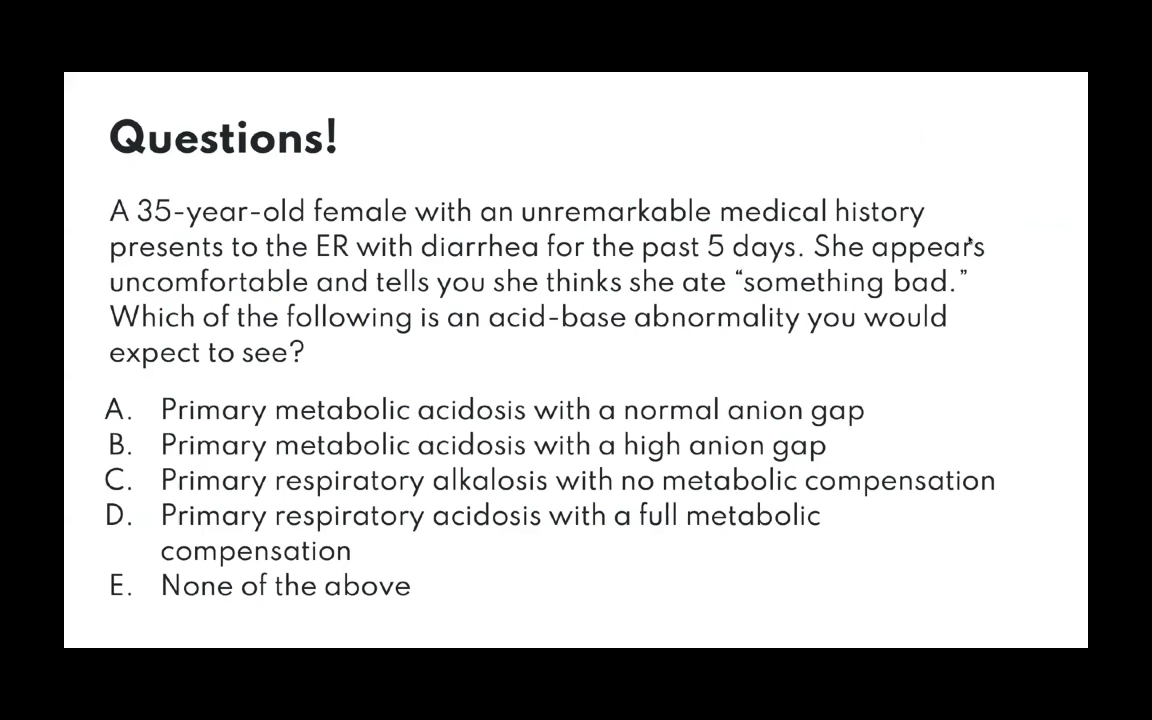 Questions!
A 35-year-old female with an unremarkable medical history
presents to the ER with diarrhea for the past 5 days. She appears
uncomfortable and tells you she thinks she ate “something bad.”
Which of the following is an acid-base abnormality you would
expect to see?
A. Primary metabolic acidosis with a normal anion gap
B. Primary metabolic acidosis with a high anion gap
C. Primary respiratory alkalosis with no metabolic compensation
D. Primary respiratory acidosis with a full metabolic
compensation
E. None of the above